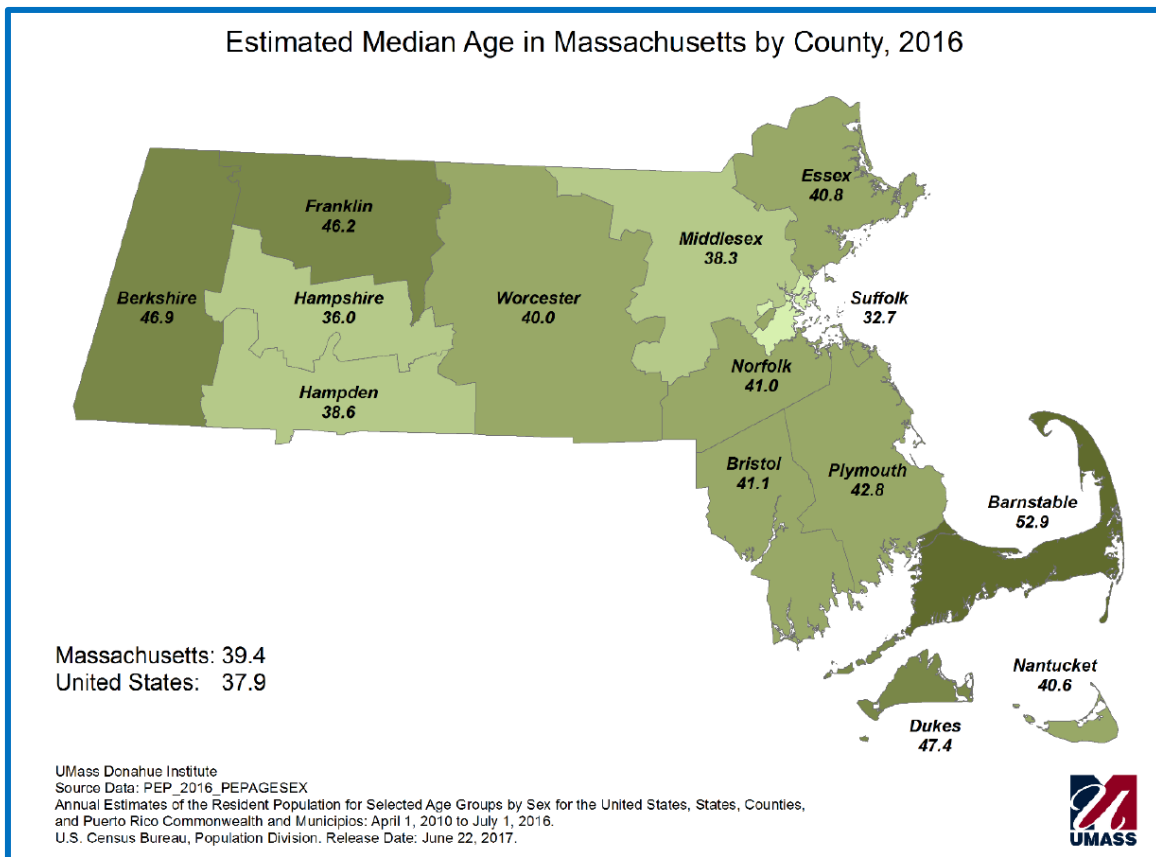 Estimated Median Age in Massachusetts by County, 2016
Essex
40.8
Franklin
46.2
Middlesex
38.3
Berkshire
46.9
Hampshire
36.0
Worcester
40.0
Suffolk
32.7
Norfolk
41.0
Hampden
38.6
Bristol
41.1
Plymouth
42.8
Barnstable
52.9
Massachusetts: 39.4
United States: 37.9
Nantucket
40.6
Dukes
47.4
UMass Donahue Institute
Source Data: PEP_2016_PEPAGESEX
Annual Estimates of the Resident Population for Selected Age Groups by Sex for the United States, States, Counties,
and Puerto Rico Commonwealth and Municipios: April 1, 2010 to July 1, 2016.
U.S. Census Bureau, Population Division. Release Date: June 22, 2017.
UMASS